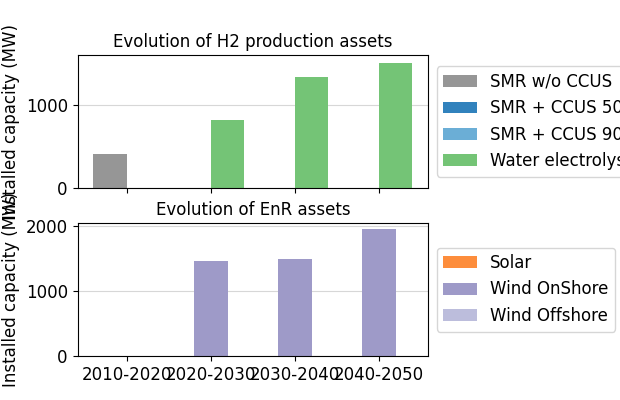 Evolution of H2 production assets
Installed capacity (MW)
1000
0
SMR w/o CCUS
SMR + CCUS 50
SMR + CCUS 90
Water electrolys
Evolution of EnR assets
Installed capacity (MW)
2000
1000
0
2010-2020 2020-2030 2030-2040 2040-2050
Solar
Wind OnShore
Wind Offshore